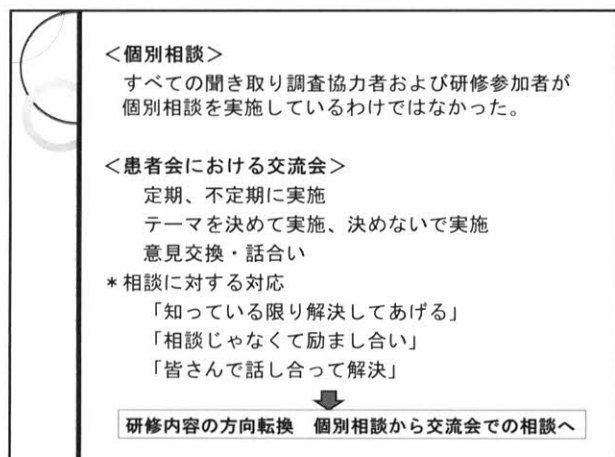 ＜個別相談＞
すべての聞き取り調査協力者および研修参加者が
個別相談を実施しているわけではなかった。
＜患者会における交流会＞
定期、不定期に実施
テーマを決めて実施、決めないで実施
意見交換・話合い
＊相談に対する対応
「知っている限り解決してあげる」
「相談じゃなくて励まし合い」
「皆さんで話し合って解決」
研修内容の方向転換　個別相談から交流会での相談へ